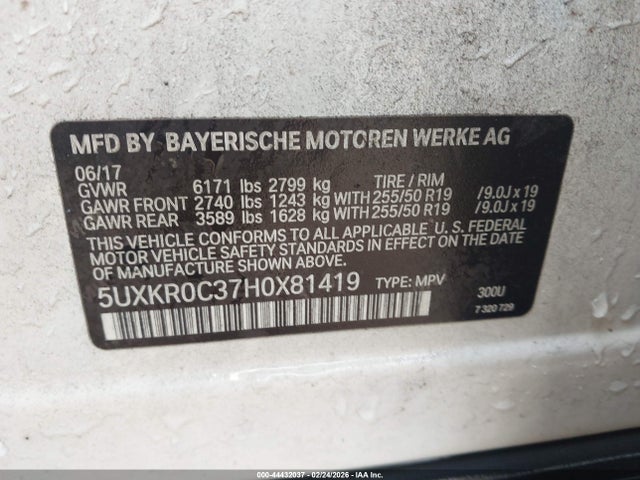 MFD BY BAYERISCHE MOTOREN WERKE AG
06/17
GVWR 6171 lbs 2799 kg TIRE / RIM
GAWR FRONT 2740 lbs 1243 kg WITH 255/50 R19 /9.0J x 19
GAWR REAR 3589 lbs 1628 kg WITH 255/50 R19 /9.0J x 19
THIS VEHICLE CONFORMS TO ALL APPLICABLE U. S. FEDERAL
MOTOR VEHICLE SAFETY STANDARDS IN EFFECT ON THE DATE
OF MANUFACTURE SHOWN ABOVE.
5UXKR0C37H0X81419 TYPE: MPV 300U
7 320 729
000-44432037 - 02/24/2026 - IAA Inc.